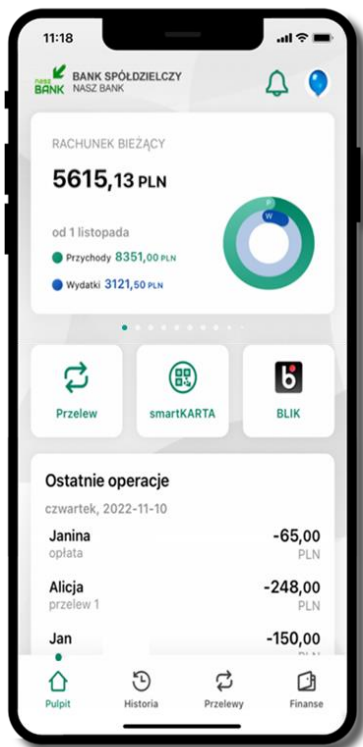 11:18
nasz
BANK
BANK SPÓŁDZIELCZY
NASZ BANK
RACHUNEK BIEŻĄCY
5615,13 PLN
od 1 listopada
Przychody 8351,00 PLN
Wydatki 3121,50 PLN
P
W
Przelew
smartKARTA
BLIK
Ostatnie operacje
czwartek, 2022-11-10
Janina -65,00
opłata PLN
Alicja -248,00
przelew 1 PLN
Jan -150,00
PLN
Pulpit
Historia
Przelewy
Finanse